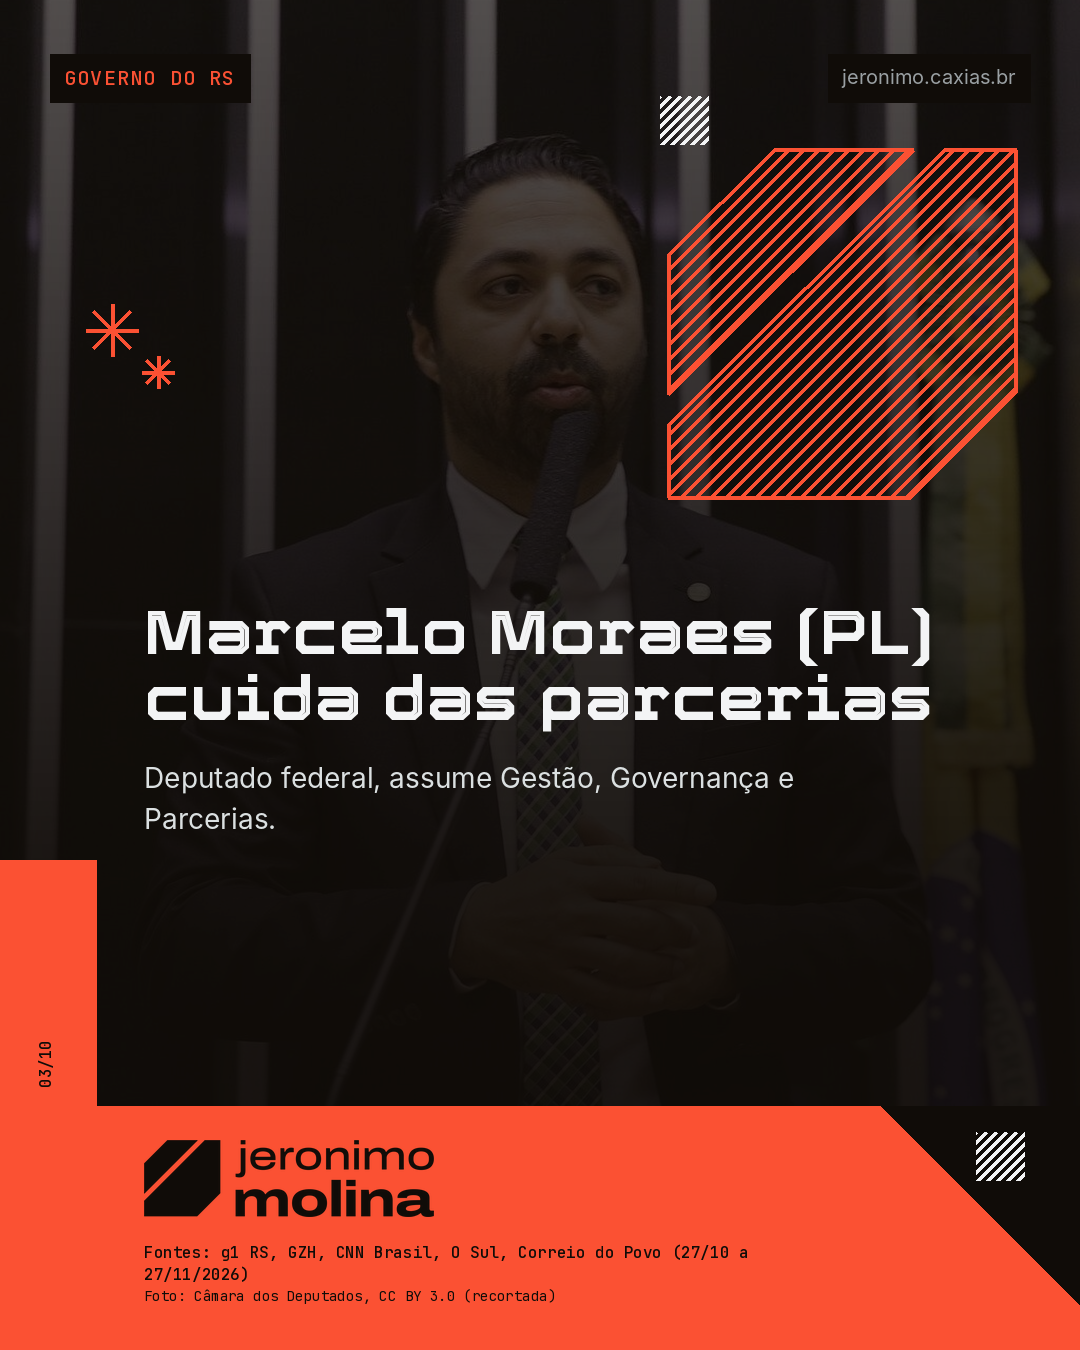 GOVERNO DO RS
jeronimo.caxias.br
Marcelo Moraes (PL)
cuida das parcerias
Deputado federal, assume Gestão, Governança e
Parcerias.
03/10
jeronimo
molina
Fontes: g1 RS, GZH, CNN Brasil, O Sul, Correio do Povo (27/10 a
27/11/2026)
Foto: Câmara dos Deputados, CC BY 3.0 (recortada)